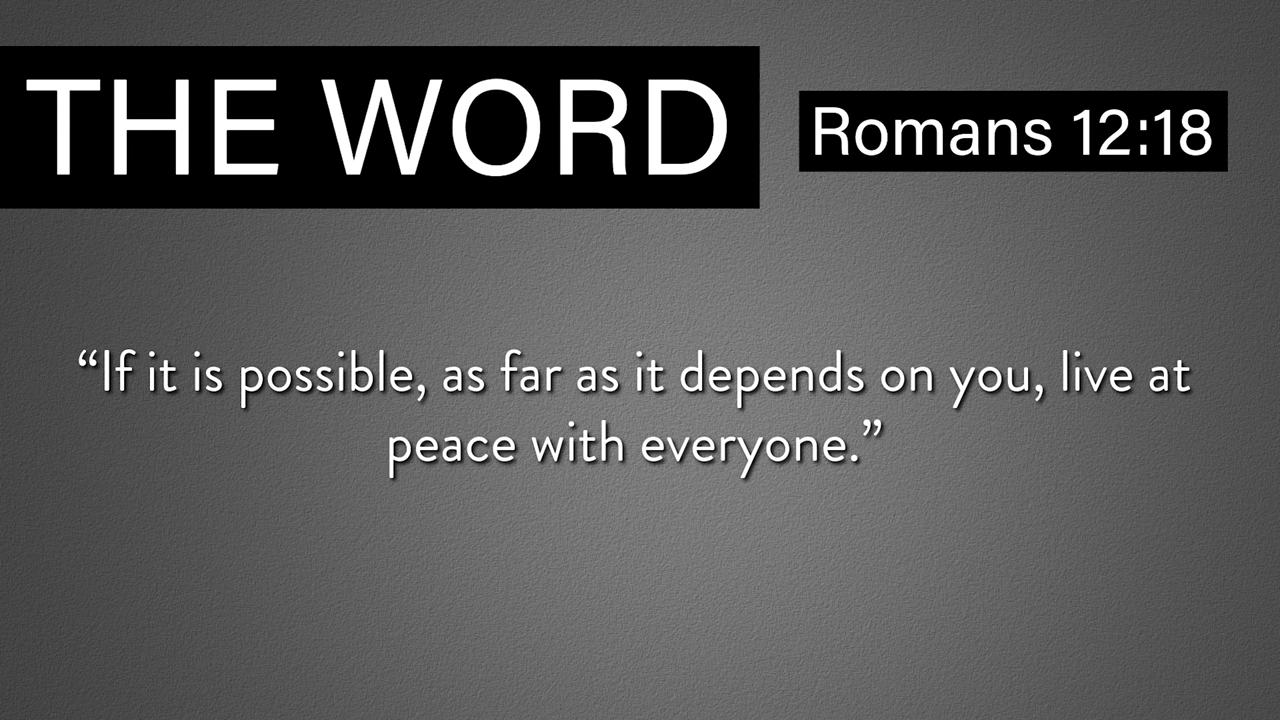 THE WORD
Romans 12:18
“If it is possible, as far as it depends on you, live at
peace with everyone.”